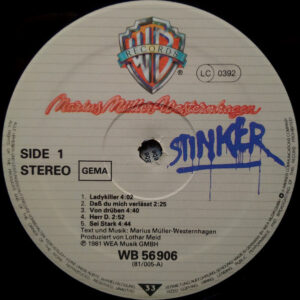 WB
RECORDS
®
LC 0392
Marius Müller-Westernhagen
STINKER
SIDE 1
STEREO
GEMA
1. Ladykiller 4:02
2. Daß du mich verläset 2:25
3. Von drüben 4:40
4. Herr D. 2:52
5. Sei Stark 4:44
Text und Musik: Marius Müller-Westernhagen
Produziert von Lothar Meid
℗ 1981 WEA Musik GMBH
WB 56 906
(81/005-A)
33